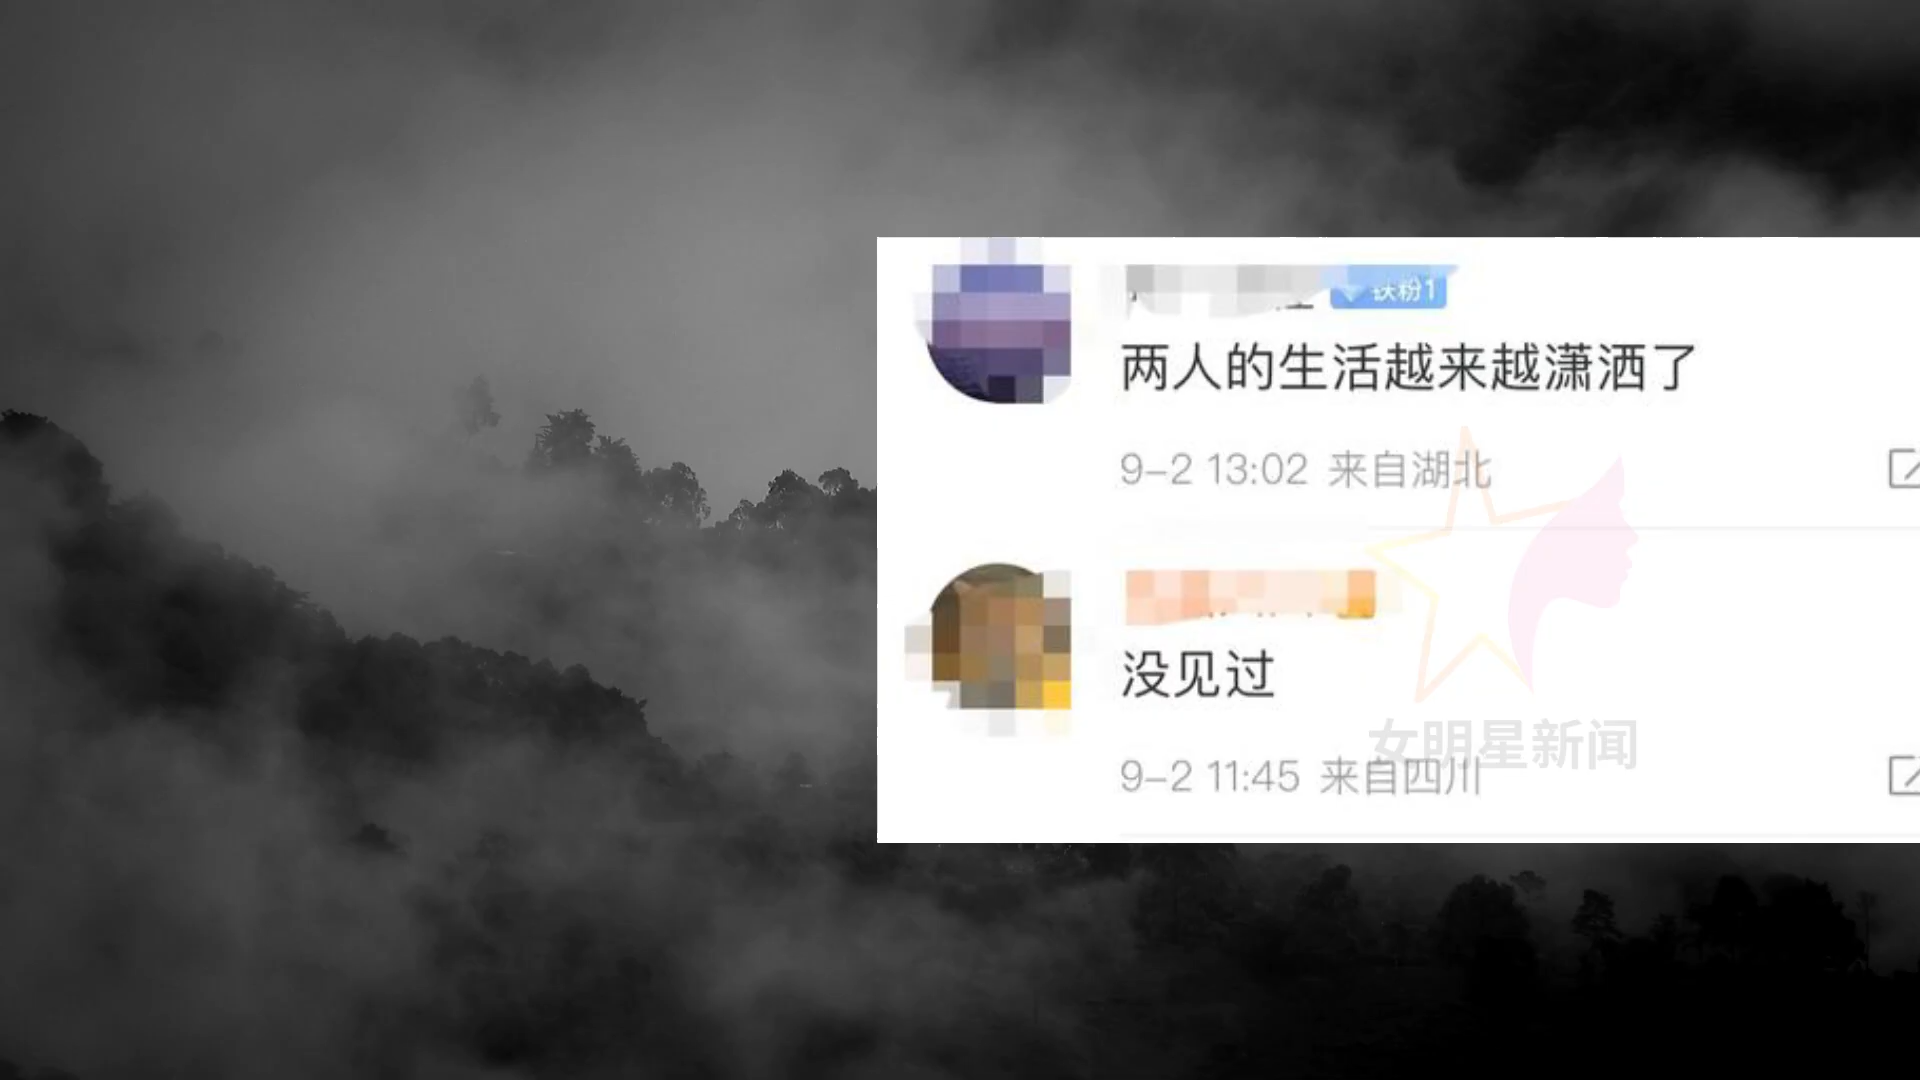 铁粉1
两人的生活越来越潇洒了
9-2 13:02 来自湖北
没见过
女明星新闻
9-2 11:45 来自四川